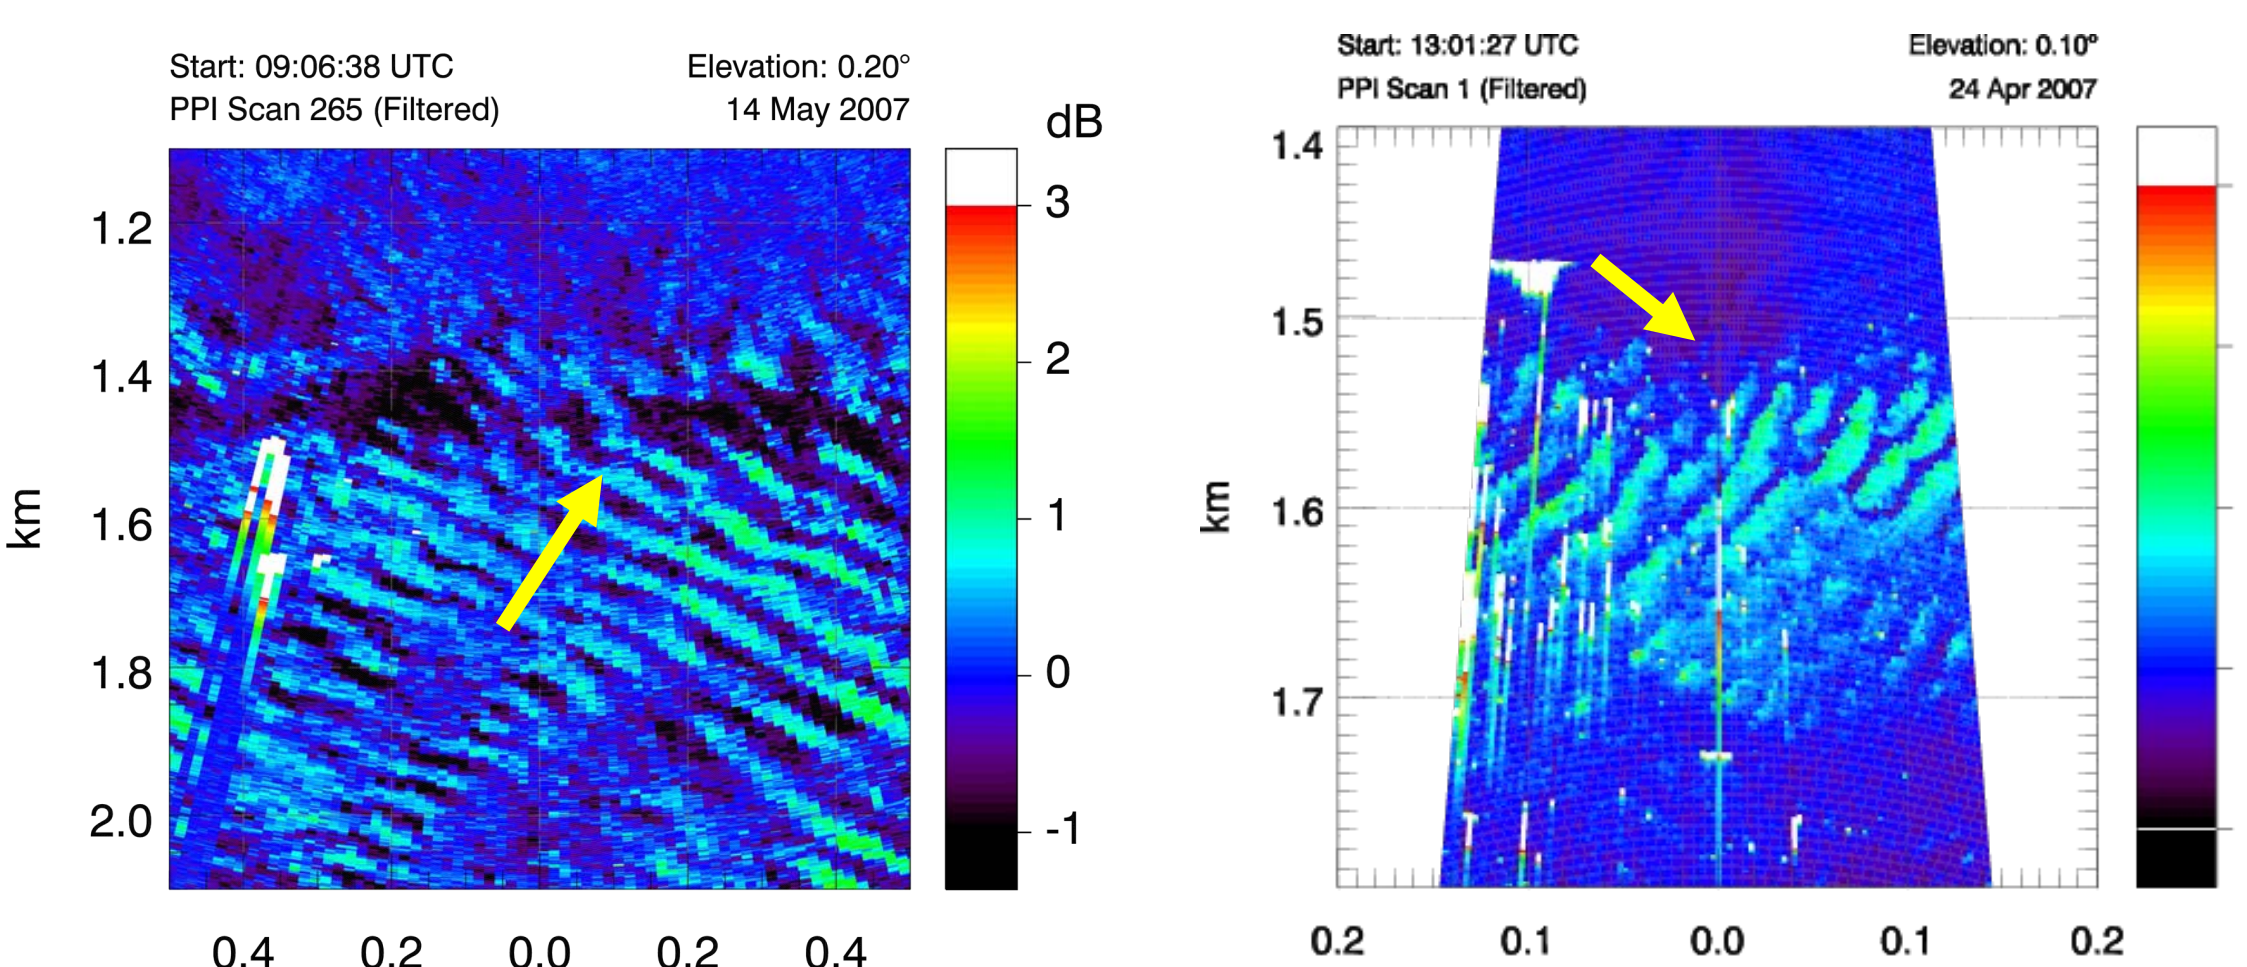 Start: 09:06:38 UTC Elevation: 0.20°
PPI Scan 265 (Filtered) 14 May 2007
dB
3
2
1
0
-1
km
1.2
1.4
1.6
1.8
2.0
0.4 0.2 0.0 0.2 0.4
Start: 13:01:27 UTC Elevation: 0.10°
PPI Scan 1 (Filtered) 24 Apr 2007
km
1.4
1.5
1.6
1.7
0.2 0.1 0.0 0.1 0.2